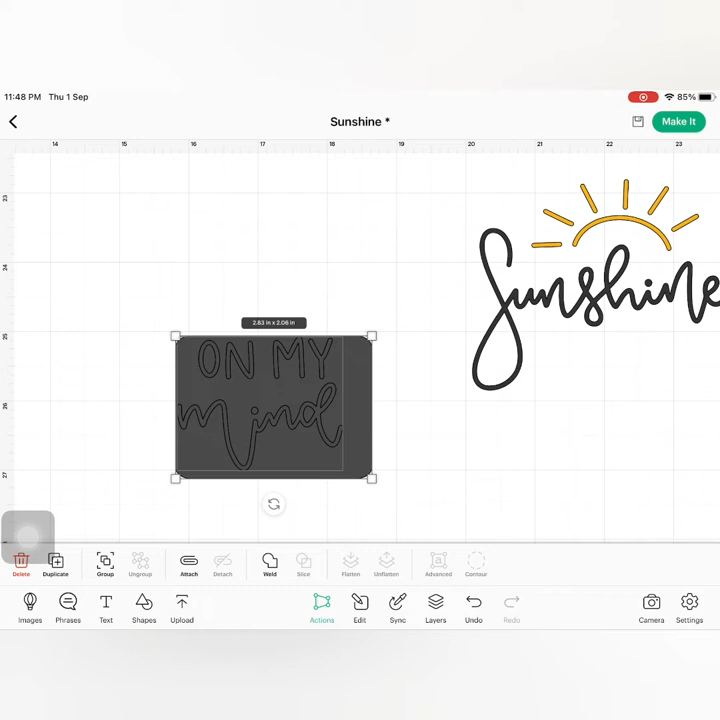 11:48 PM Thu 1 Sep 85%
Sunshine * Make It
14 15 16 17 18 19 20 21 22 23
23
24
25
26
27
Sunshine
2.83 in x 2.06 in
ON MY
mind
Delete Duplicate Group Ungroup Attach Detach Weld Slice Flatten Unflatten Advanced Contour
Images Phrases Text Shapes Upload Actions Edit Sync Layers Undo Redo Camera Settings